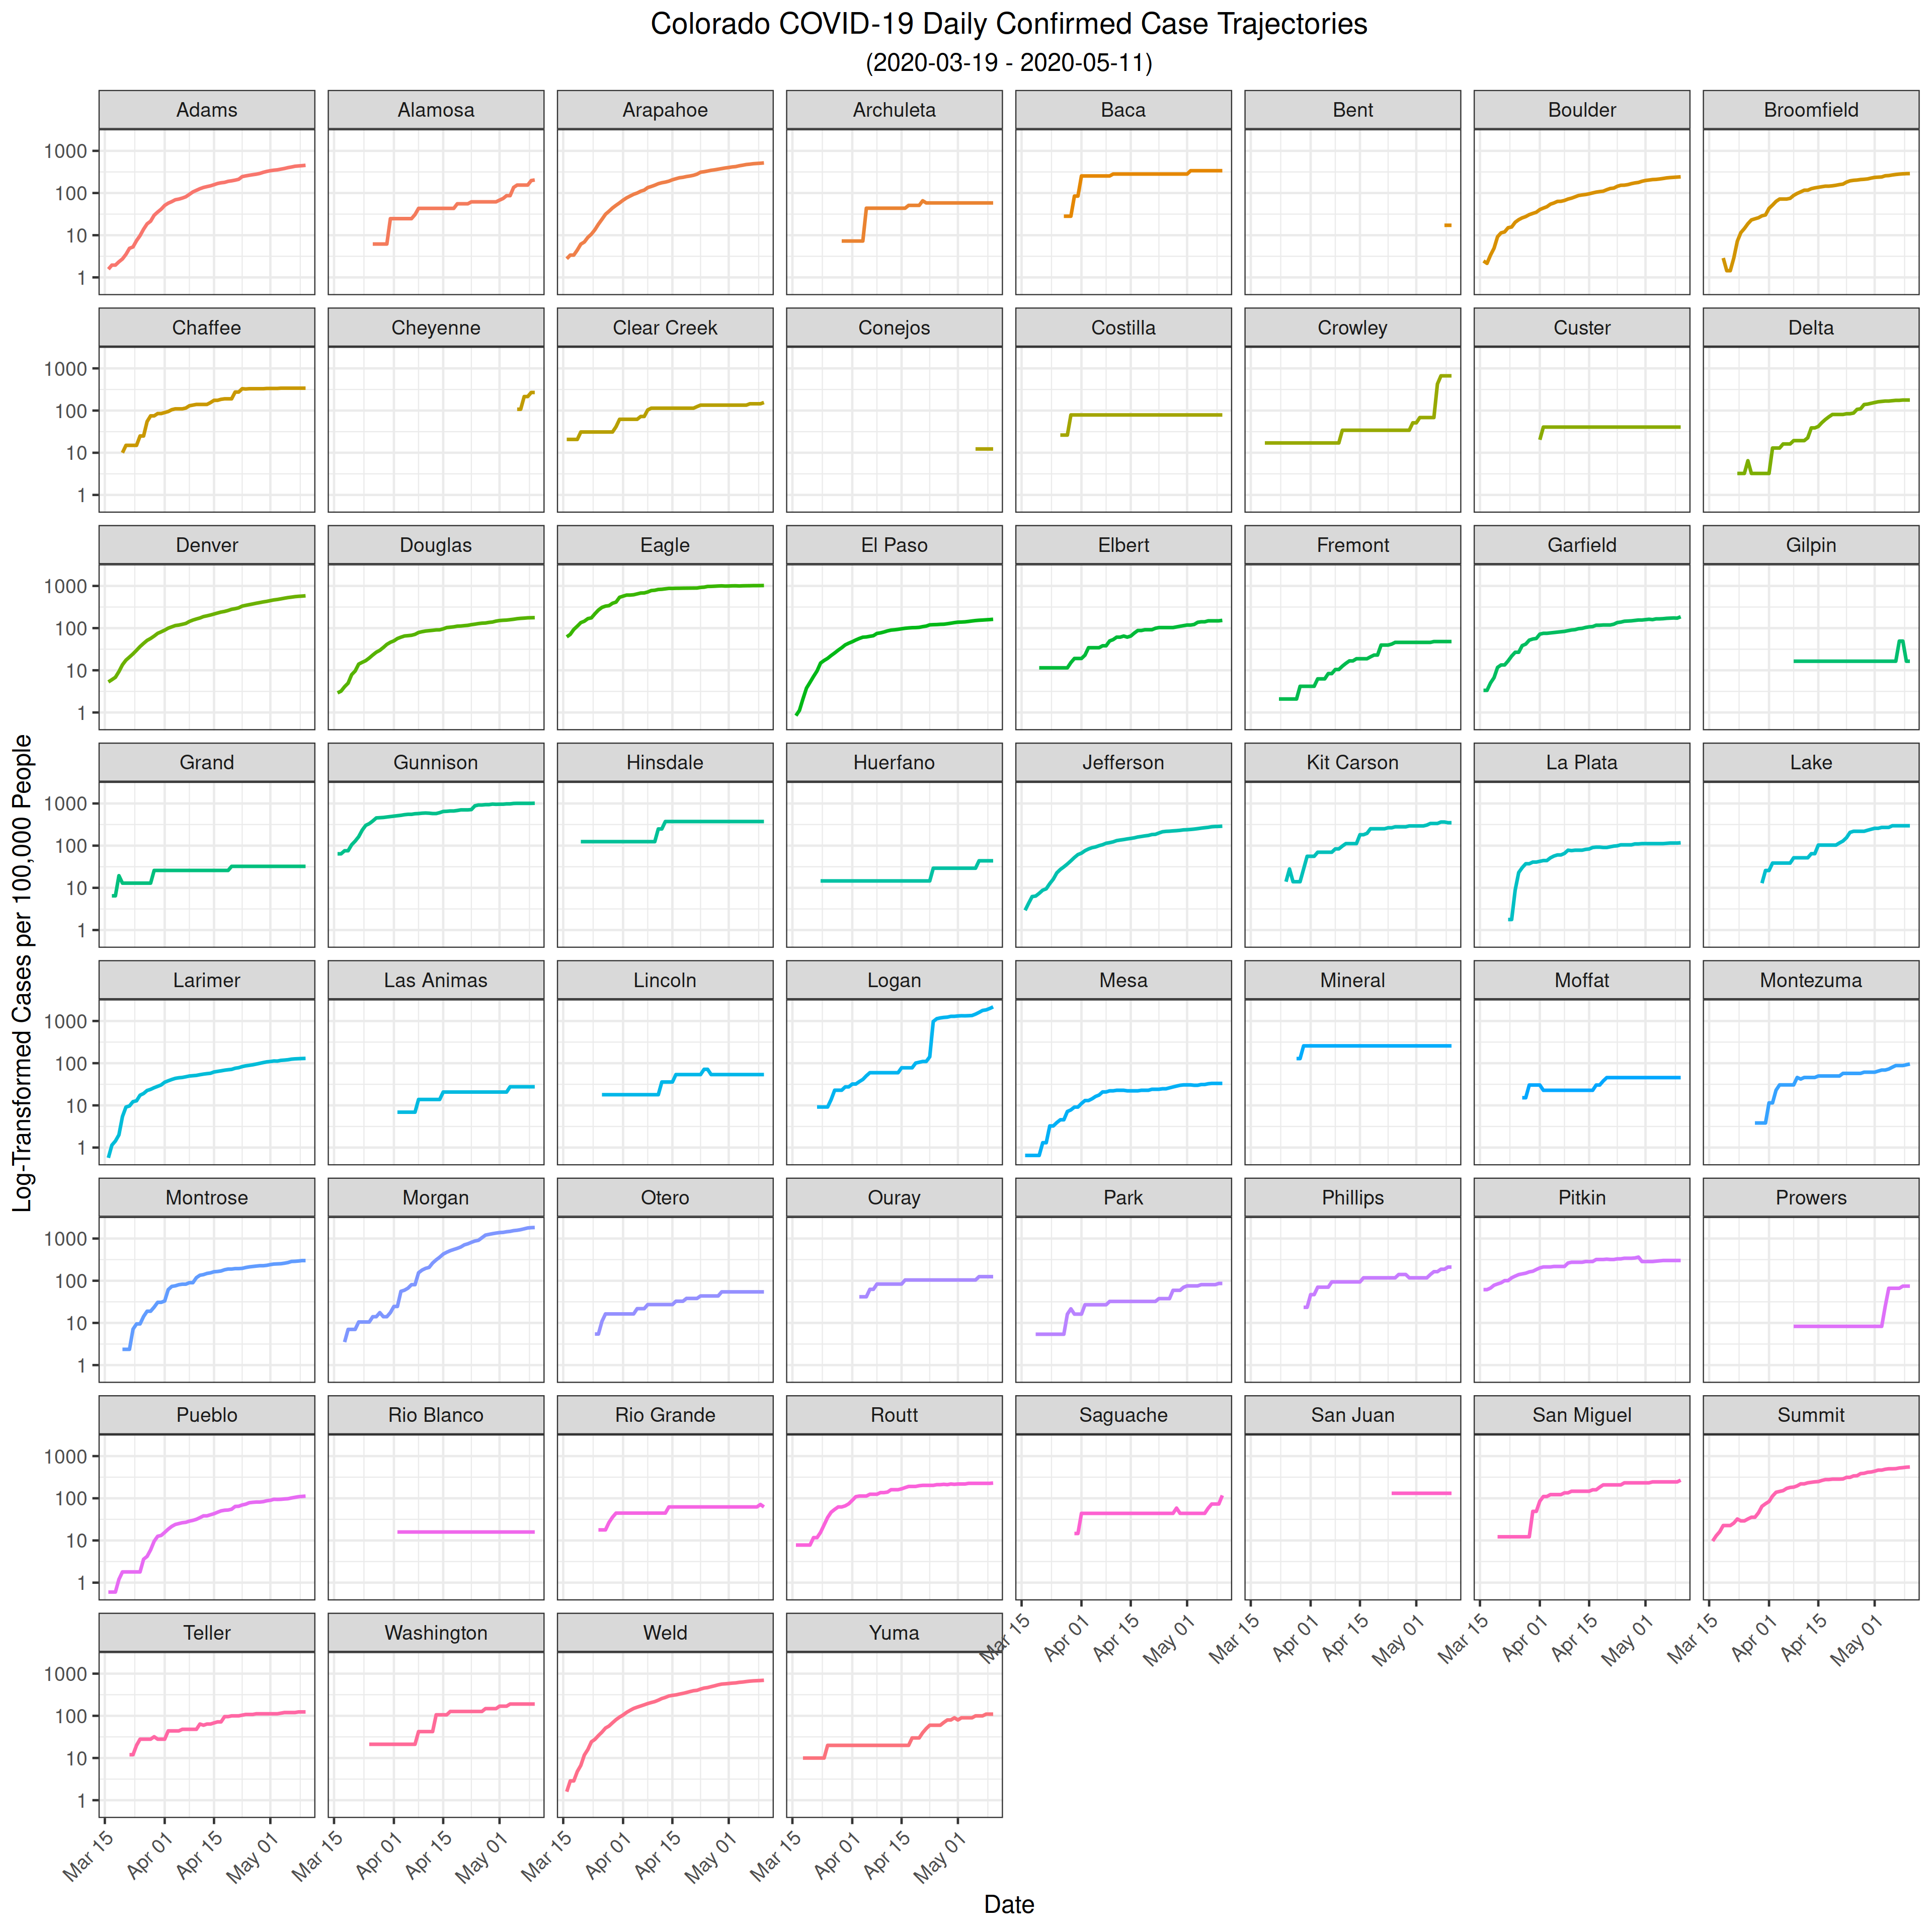 Colorado COVID-19 Daily Confirmed Case Trajectories
(2020-03-19 - 2020-05-11)
Adams Alamosa Arapahoe Archuleta Baca Bent Boulder Broomfield
1000
100
10
1
Chaffee Cheyenne Clear Creek Conejos Costilla Crowley Custer Delta
1000
100
10
1
Denver Douglas Eagle El Paso Elbert Fremont Garfield Gilpin
1000
100
10
1
Grand Gunnison Hinsdale Huerfano Jefferson Kit Carson La Plata Lake
1000
100
10
1
Log-Transformed Cases per 100,000 People
Larimer Las Animas Lincoln Logan Mesa Mineral Moffat Montezuma
1000
100
10
1
Montrose Morgan Otero Ouray Park Phillips Pitkin Prowers
1000
100
10
1
Pueblo Rio Blanco Rio Grande Routt Saguache San Juan San Miguel Summit
1000
100
10
1
Mar 15 Apr 01 Apr 15 May 01 Mar 15 Apr 01 Apr 15 May 01 Mar 15 Apr 01 Apr 15 May 01 Mar 15 Apr 01 Apr 15 May 01
Teller Washington Weld Yuma
1000
100
10
1
Mar 15 Apr 01 Apr 15 May 01 Mar 15 Apr 01 Apr 15 May 01 Mar 15 Apr 01 Apr 15 May 01 Mar 15 Apr 01 Apr 15 May 01
Date